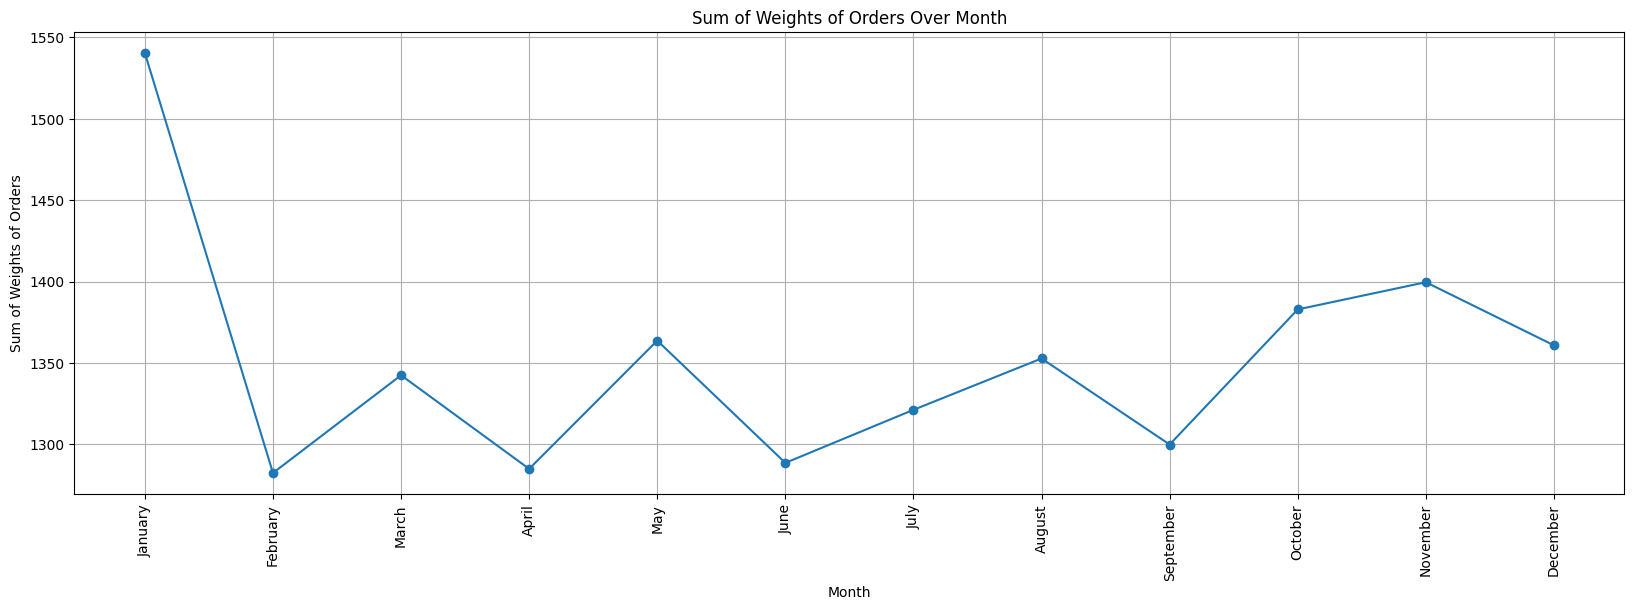 Sum of Weights of Orders Over Month
Sum of Weights of Orders
1550
1500
1450
1400
1350
1300
January
February
March
April
May
June
July
August
September
October
November
December
Month